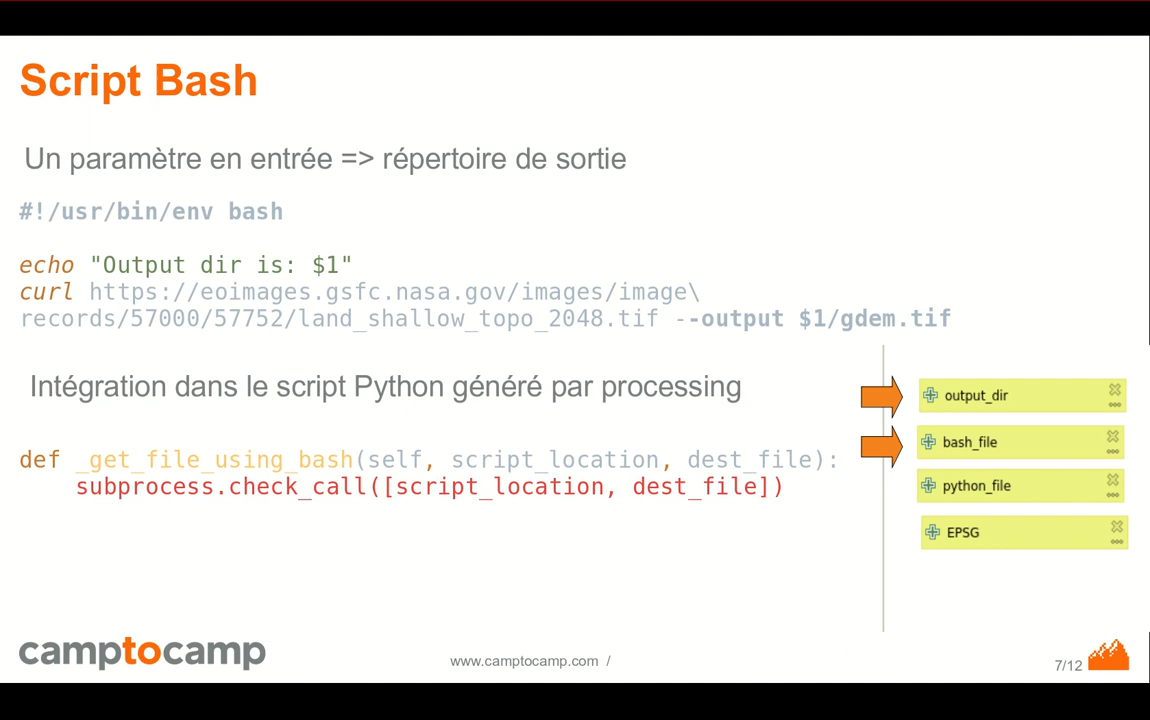 Script Bash
Un paramètre en entrée => répertoire de sortie
#!/usr/bin/env bash
echo "Output dir is: $1"
curl https://eoimages.gsfc.nasa.gov/images/image\
records/57000/57752/land_shallow_topo_2048.tif --output $1/gdem.tif
Intégration dans le script Python généré par processing
def _get_file_using_bash(self, script_location, dest_file):
subprocess.check_call([script_location, dest_file])
output_dir
bash_file
python_file
EPSG
camptocamp
www.camptocamp.com /
7/12